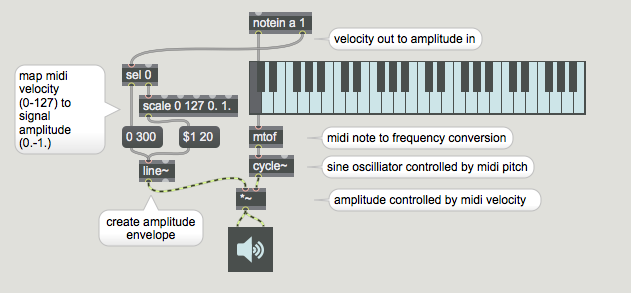 notein a 1
velocity out to amplitude in
map midi
velocity
(0-127) to
signal
amplitude
(0.-1.)
sel 0
scale 0 127 0. 1.
0 300
$1 20
mtof
midi note to frequency conversion
line~
cycle~
sine oscilliator controlled by midi pitch
*~
amplitude controlled by midi velocity
create amplitude
envelope